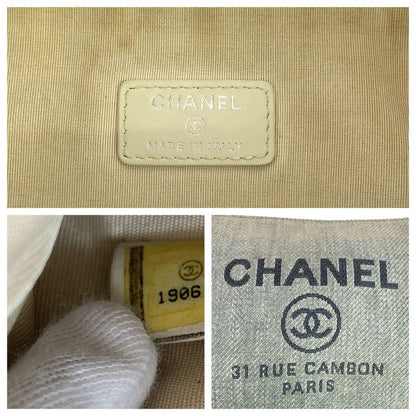 CHANEL
MADE IN ITALY
1906
CHANEL
31 RUE CAMBON
PARIS